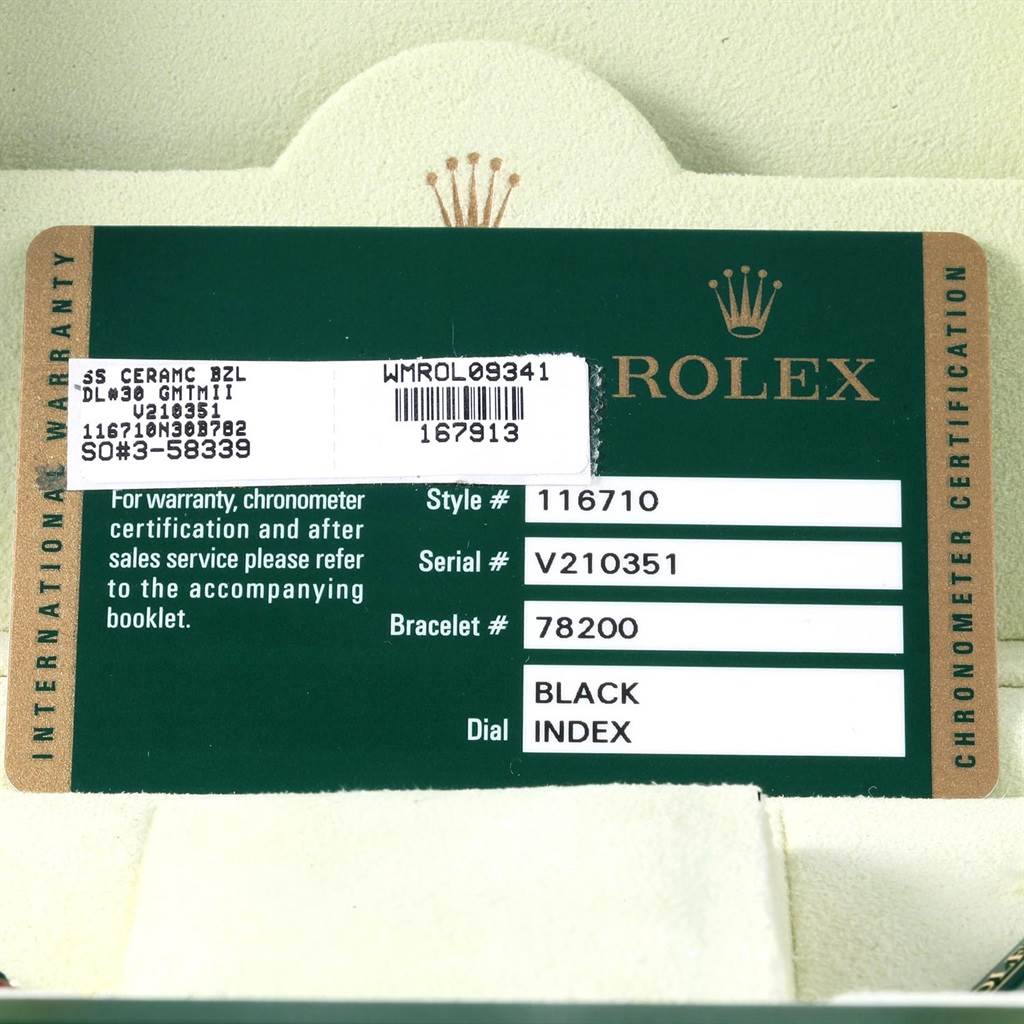 INTERNATIONAL WARRANTY
ROLEX
SS CERAMC BZL
DL#30 GMTMII
V210351
116710N30B782
SO#3-58339
WMROL09341
167913
For warranty, chronometer
certification and after
sales service please refer
to the accompanying
booklet.
Style # 116710
Serial # V210351
Bracelet # 78200
Dial BLACK
INDEX
CHRONOMETER CERTIFICATION